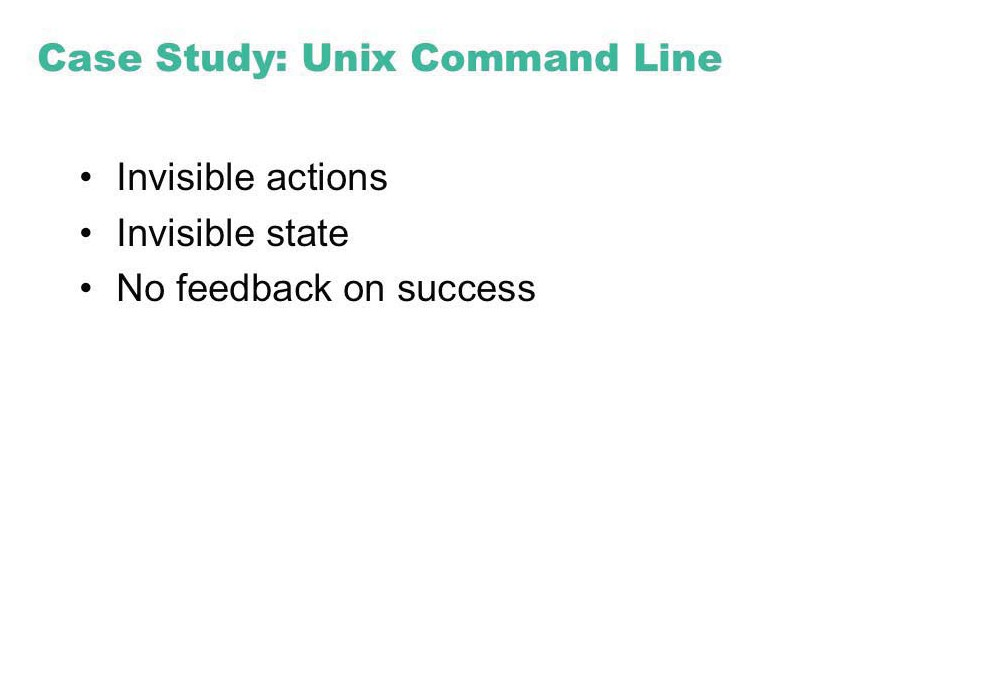 Case Study: Unix Command Line
• Invisible actions
• Invisible state
• No feedback on success